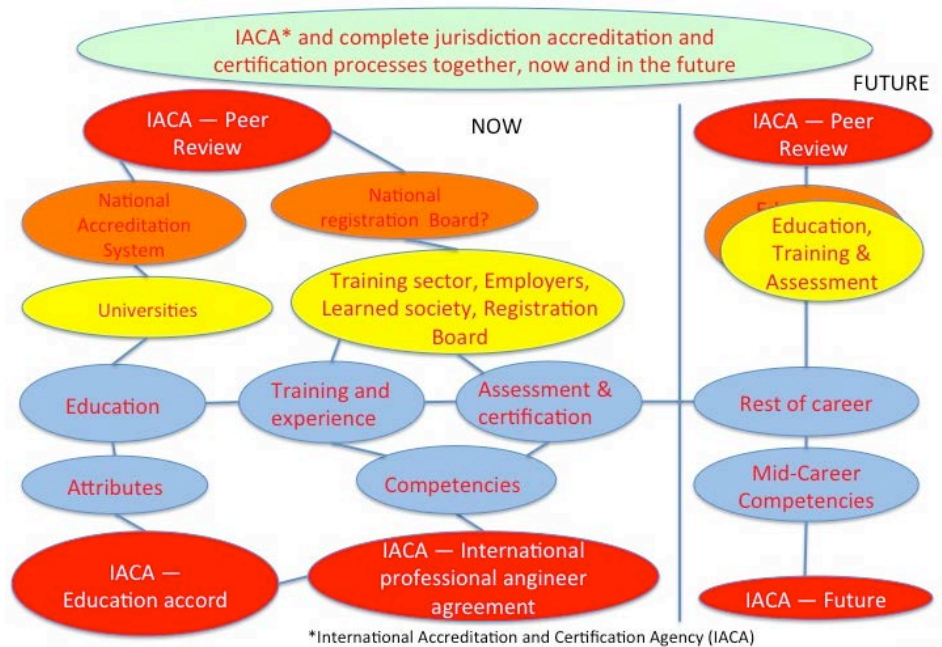 IACA* and complete jurisdiction accreditation and
certification processes together, now and in the future
FUTURE
NOW
IACA — Peer
Review
IACA — Peer
Review
National
Accreditation
System
National
registration Board?
Education,
Training &
Assessment
Universities
Training sector, Employers,
Learned society, Registration
Board
Education
Training and
experience
Assessment &
certification
Rest of career
Attributes
Competencies
Mid-Career
Competencies
IACA —
Education accord
IACA — International
professional angineer
agreement
IACA — Future
*International Accreditation and Certification Agency (IACA)